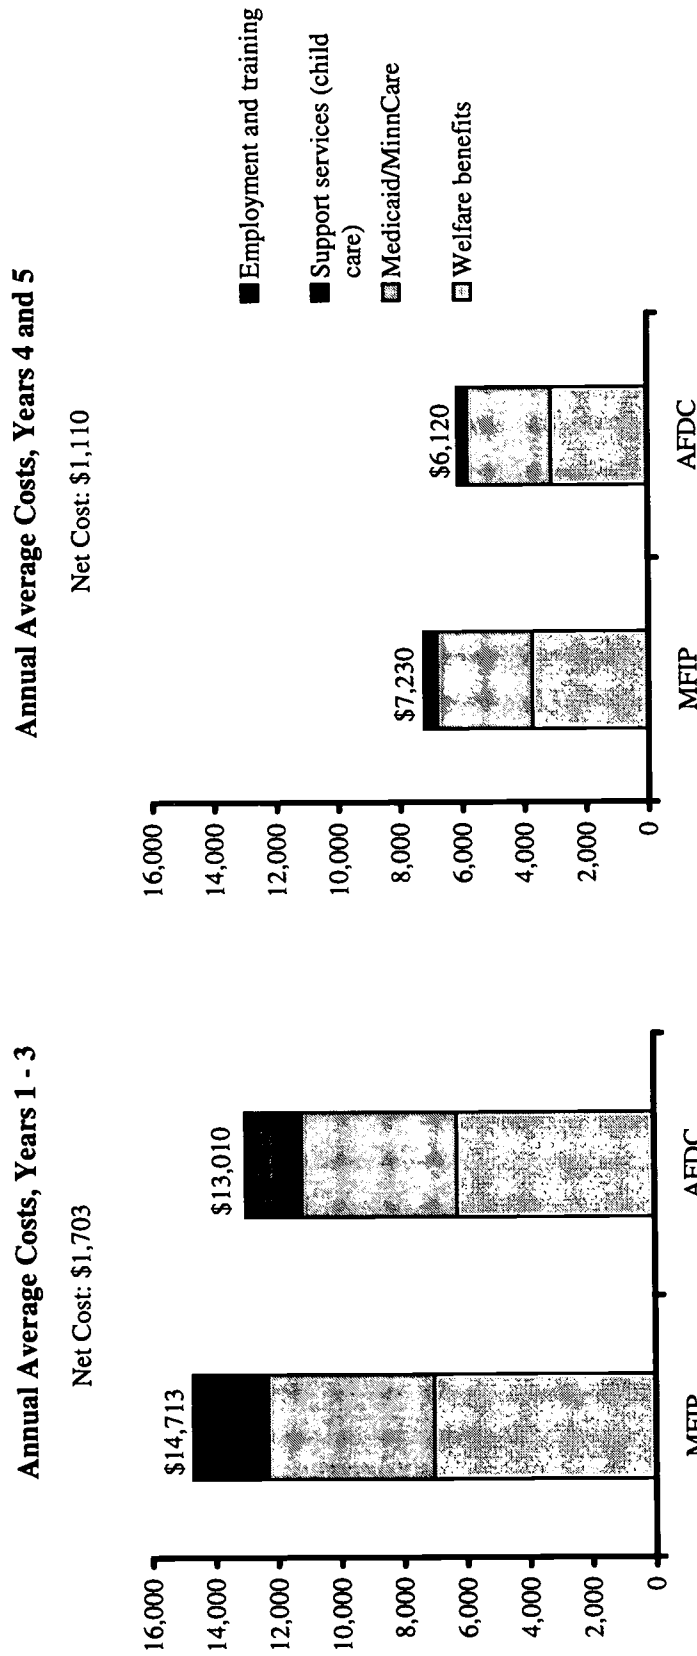 Annual Average Costs, Years 1 - 3
Net Cost: $1,703
16,000
14,000
12,000
10,000
8,000
6,000
4,000
2,000
0
$14,713
$13,010
MFIP
AFDC
Annual Average Costs, Years 4 and 5
Net Cost: $1,110
16,000
14,000
12,000
10,000
8,000
6,000
4,000
2,000
0
$7,230
$6,120
MFIP
AFDC
Employment and training
Support services (child
care)
Medicaid/MinnCare
Welfare benefits